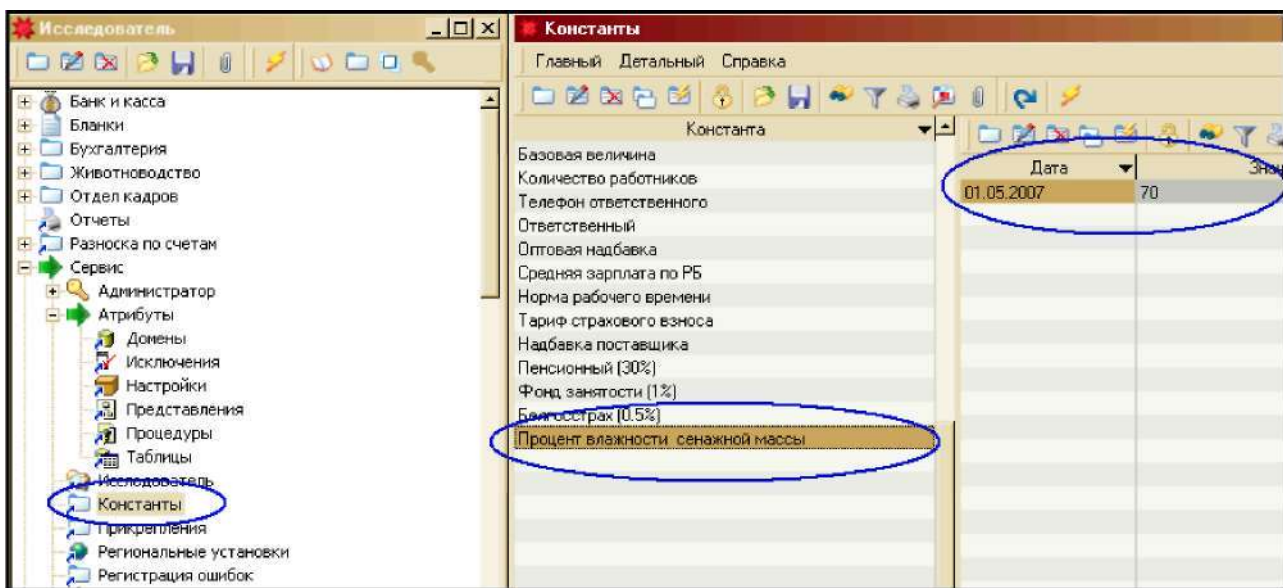 Исследователь
Банк и касса
Бланки
Бухгалтерия
Животноводство
Отдел кадров
Отчеты
Разноска по счетам
Сервис
Администратор
Атрибуты
Домены
Исключения
Настройки
Представления
Процедуры
Таблицы
Исследователь
Константы
Прикрепления
Региональные установки
Регистрация ошибок
Константы
Главный Детальный Справка
Константа
Базовая величина
Количество работников
Телефон ответственного
Ответственный
Оптовая надбавка
Средняя зарплата по РБ
Норма рабочего времени
Тариф страхового взноса
Надбавка поставщика
Пенсионный (30%)
Фонд занятости (1%)
Белгосстрах (0.5%)
Процент влажности сенажной массы
Дата
01.05.2007 70